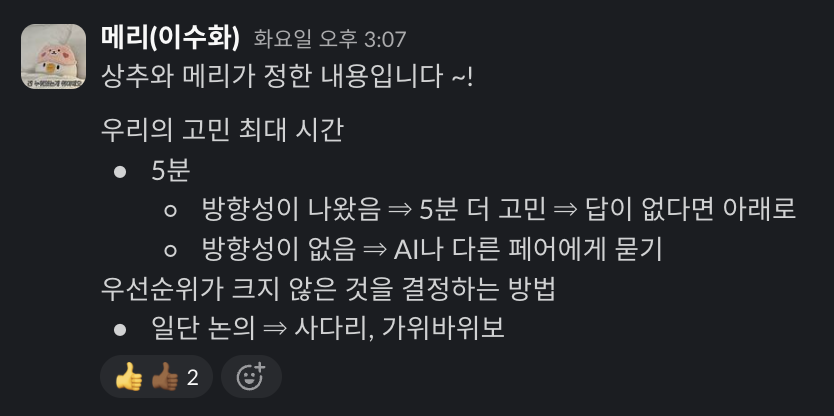 메리(이수화) 화요일 오후 3:07
상추와 메리가 정한 내용입니다 ~!
우리의 고민 최대 시간
● 5분
○ 방향성이 나왔음 ⇒ 5분 더 고민 ⇒ 답이 없다면 아래로
○ 방향성이 없음 ⇒ AI나 다른 페어에게 묻기
우선순위가 크지 않은 것을 결정하는 방법
● 일단 논의 ⇒ 사다리, 가위바위보
👍 👍🏾 2